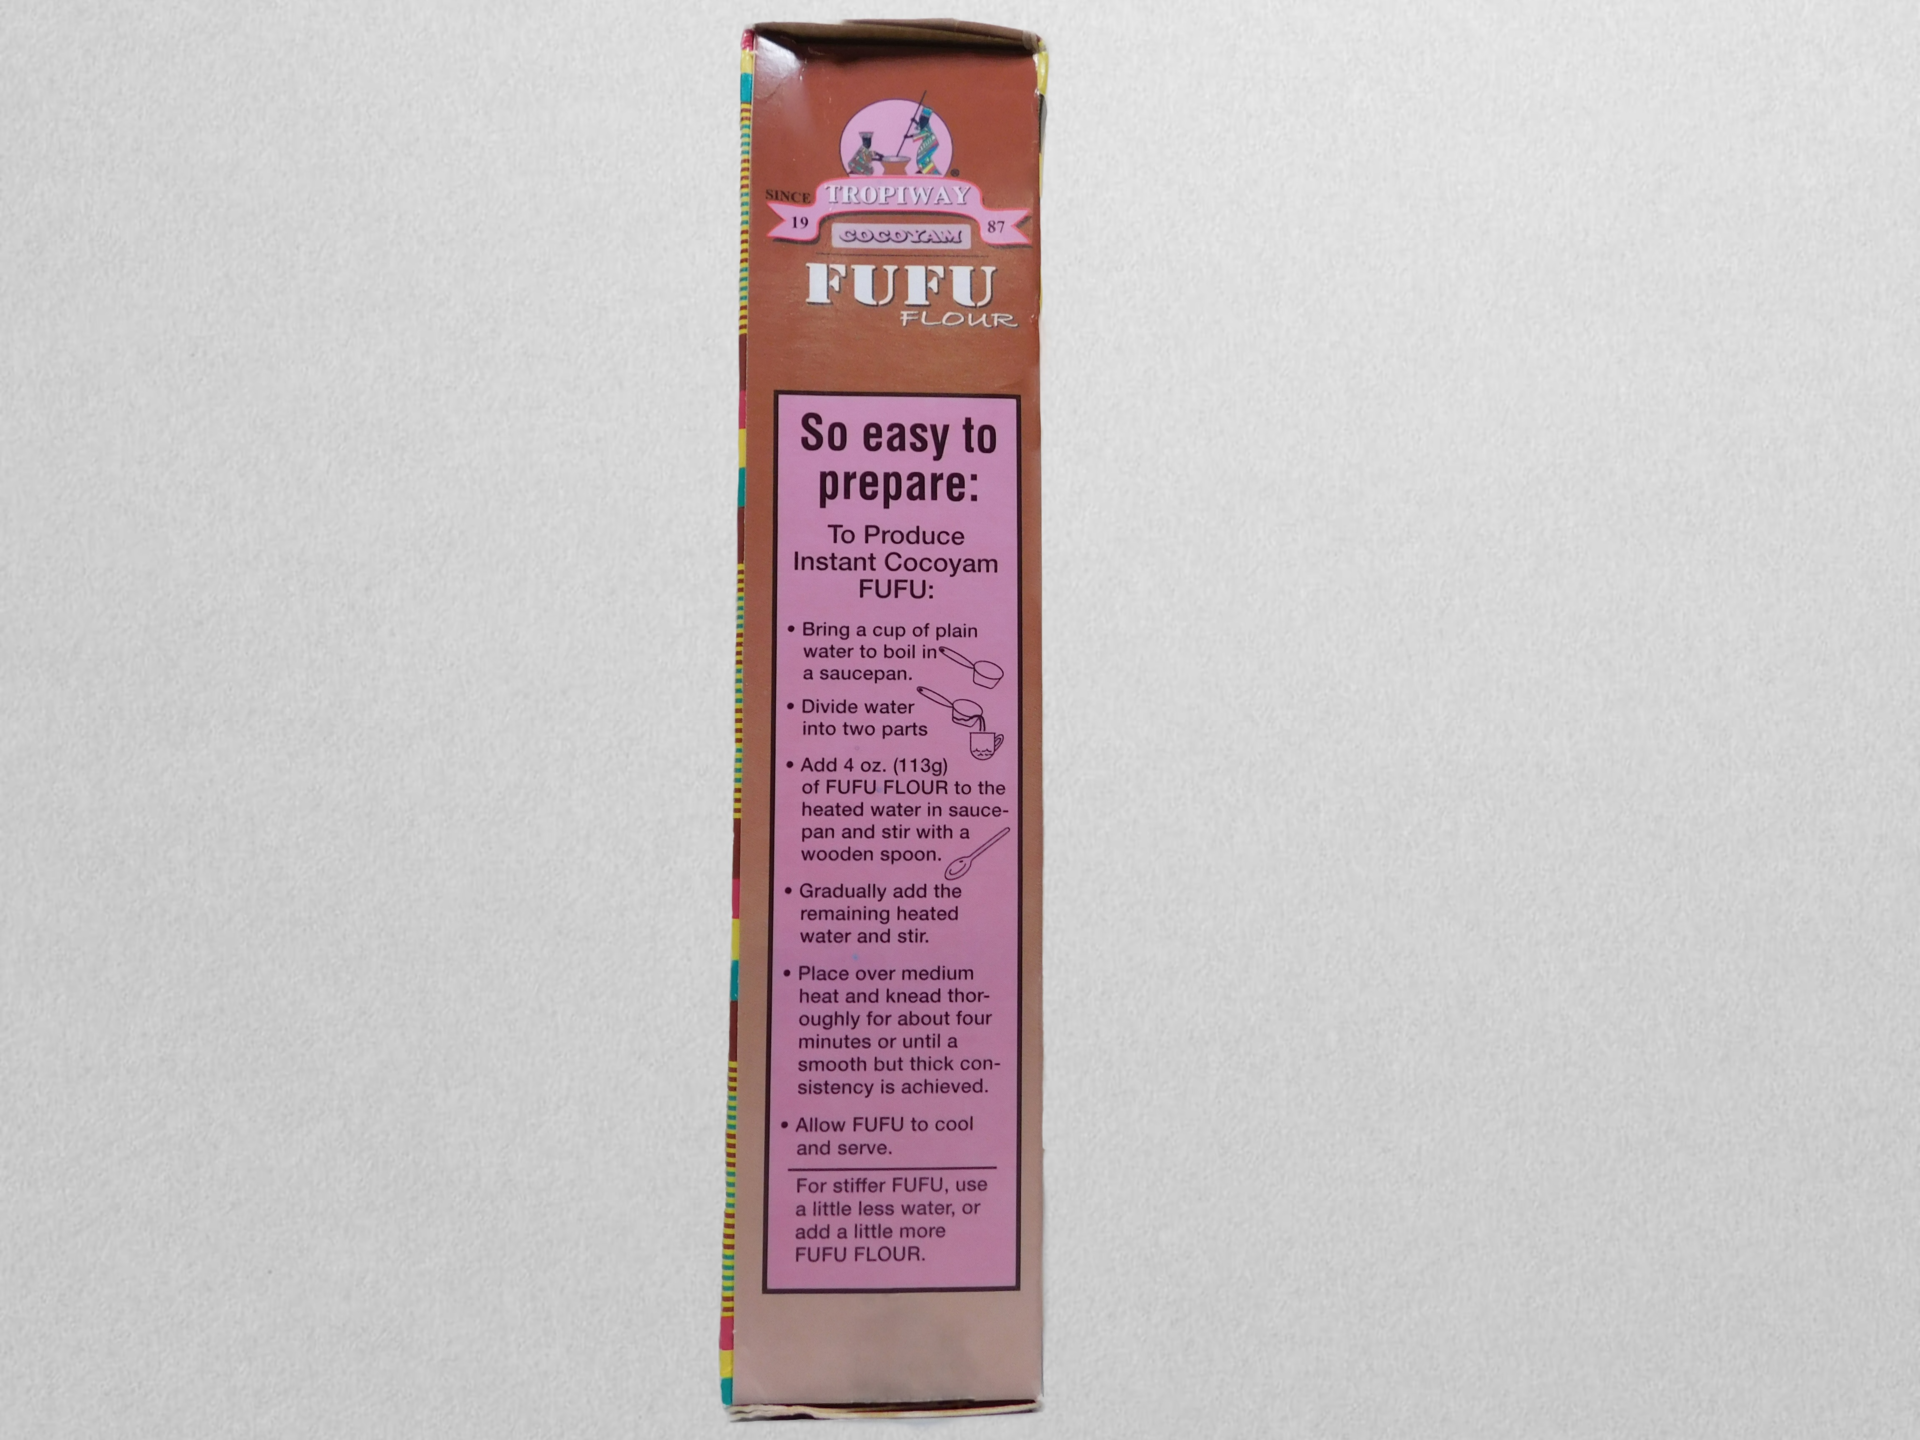 SINCE TROPIWAY
19 87
COCOYAM
FUFU
FLOUR
So easy to
prepare:
To Produce
Instant Cocoyam
FUFU:
• Bring a cup of plain
water to boil in
a saucepan.
• Divide water
into two parts
• Add 4 oz. (113g)
of FUFU FLOUR to the
heated water in sauce-
pan and stir with a
wooden spoon.
• Gradually add the
remaining heated
water and stir.
• Place over medium
heat and knead thor-
oughly for about four
minutes or until a
smooth but thick con-
sistency is achieved.
• Allow FUFU to cool
and serve.
For stiffer FUFU, use
a little less water, or
add a little more
FUFU FLOUR.